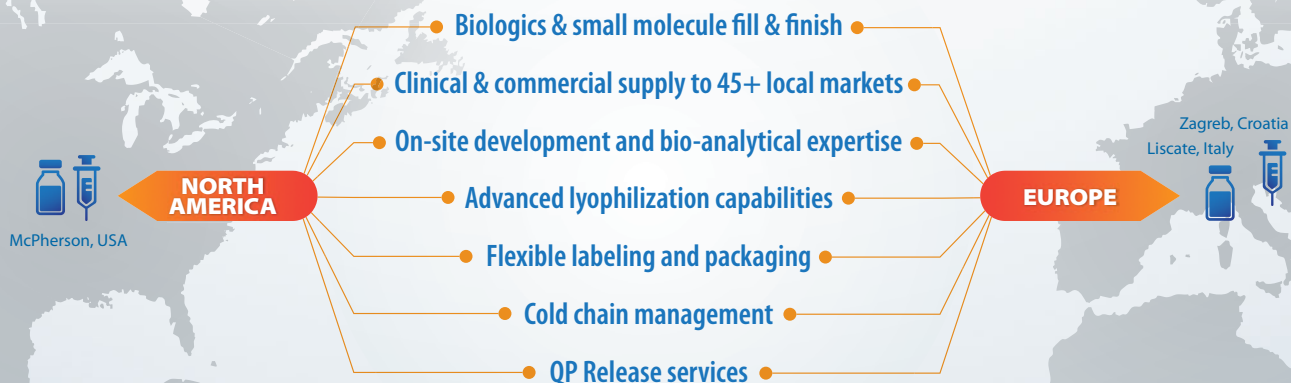 Biologics & small molecule fill & finish
Clinical & commercial supply to 45+ local markets
On-site development and bio-analytical expertise
Advanced lyophilization capabilities
Flexible labeling and packaging
Cold chain management
QP Release services
NORTH
AMERICA
E
McPherson, USA
EUROPE
Zagreb, Croatia
Liscate, Italy
E